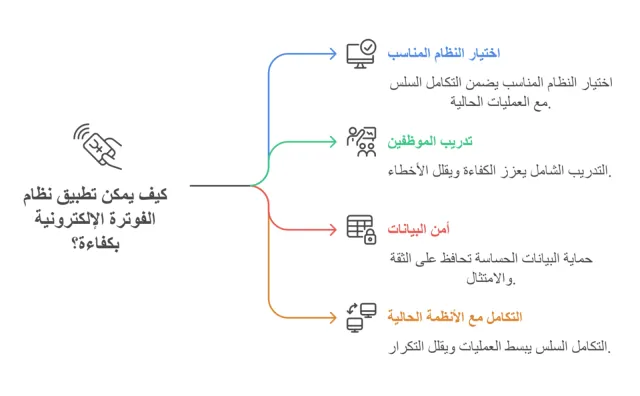 كيف يمكن تطبيق نظام
الفوترة الإلكترونية
بكفاءة؟
اختيار النظام المناسب
اختيار النظام المناسب يضمن التكامل السلس
مع العمليات الحالية.
تدريب الموظفين
التدريب الشامل يعزز الكفاءة ويقلل الأخطاء.
أمن البيانات
حماية البيانات الحساسة تحافظ على الثقة
والامتثال.
التكامل مع الأنظمة الحالية
التكامل السلس يبسط العمليات ويقلل التكرار.